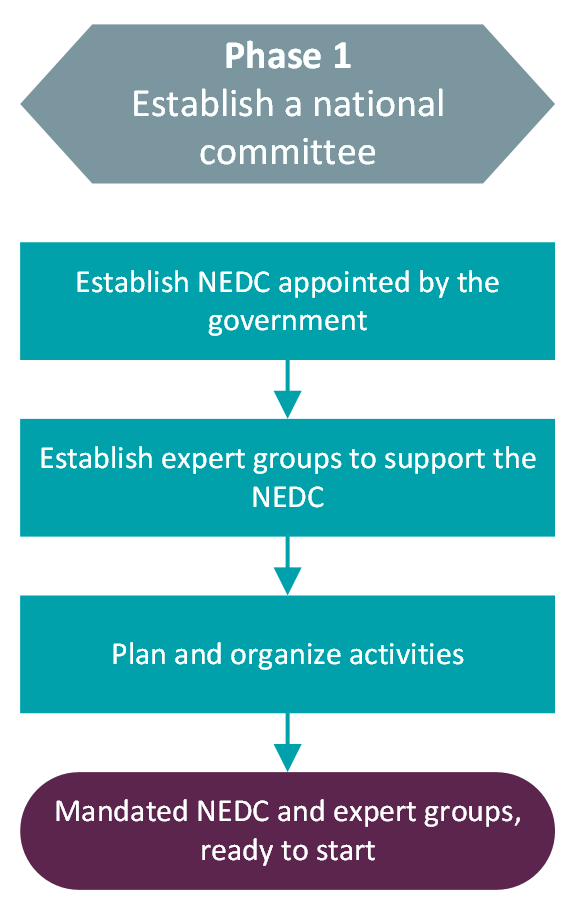 Phase 1
Establish a national
committee
Establish NEDC appointed by the
government
Establish expert groups to support the
NEDC
Plan and organize activities
Mandated NEDC and expert groups,
ready to start